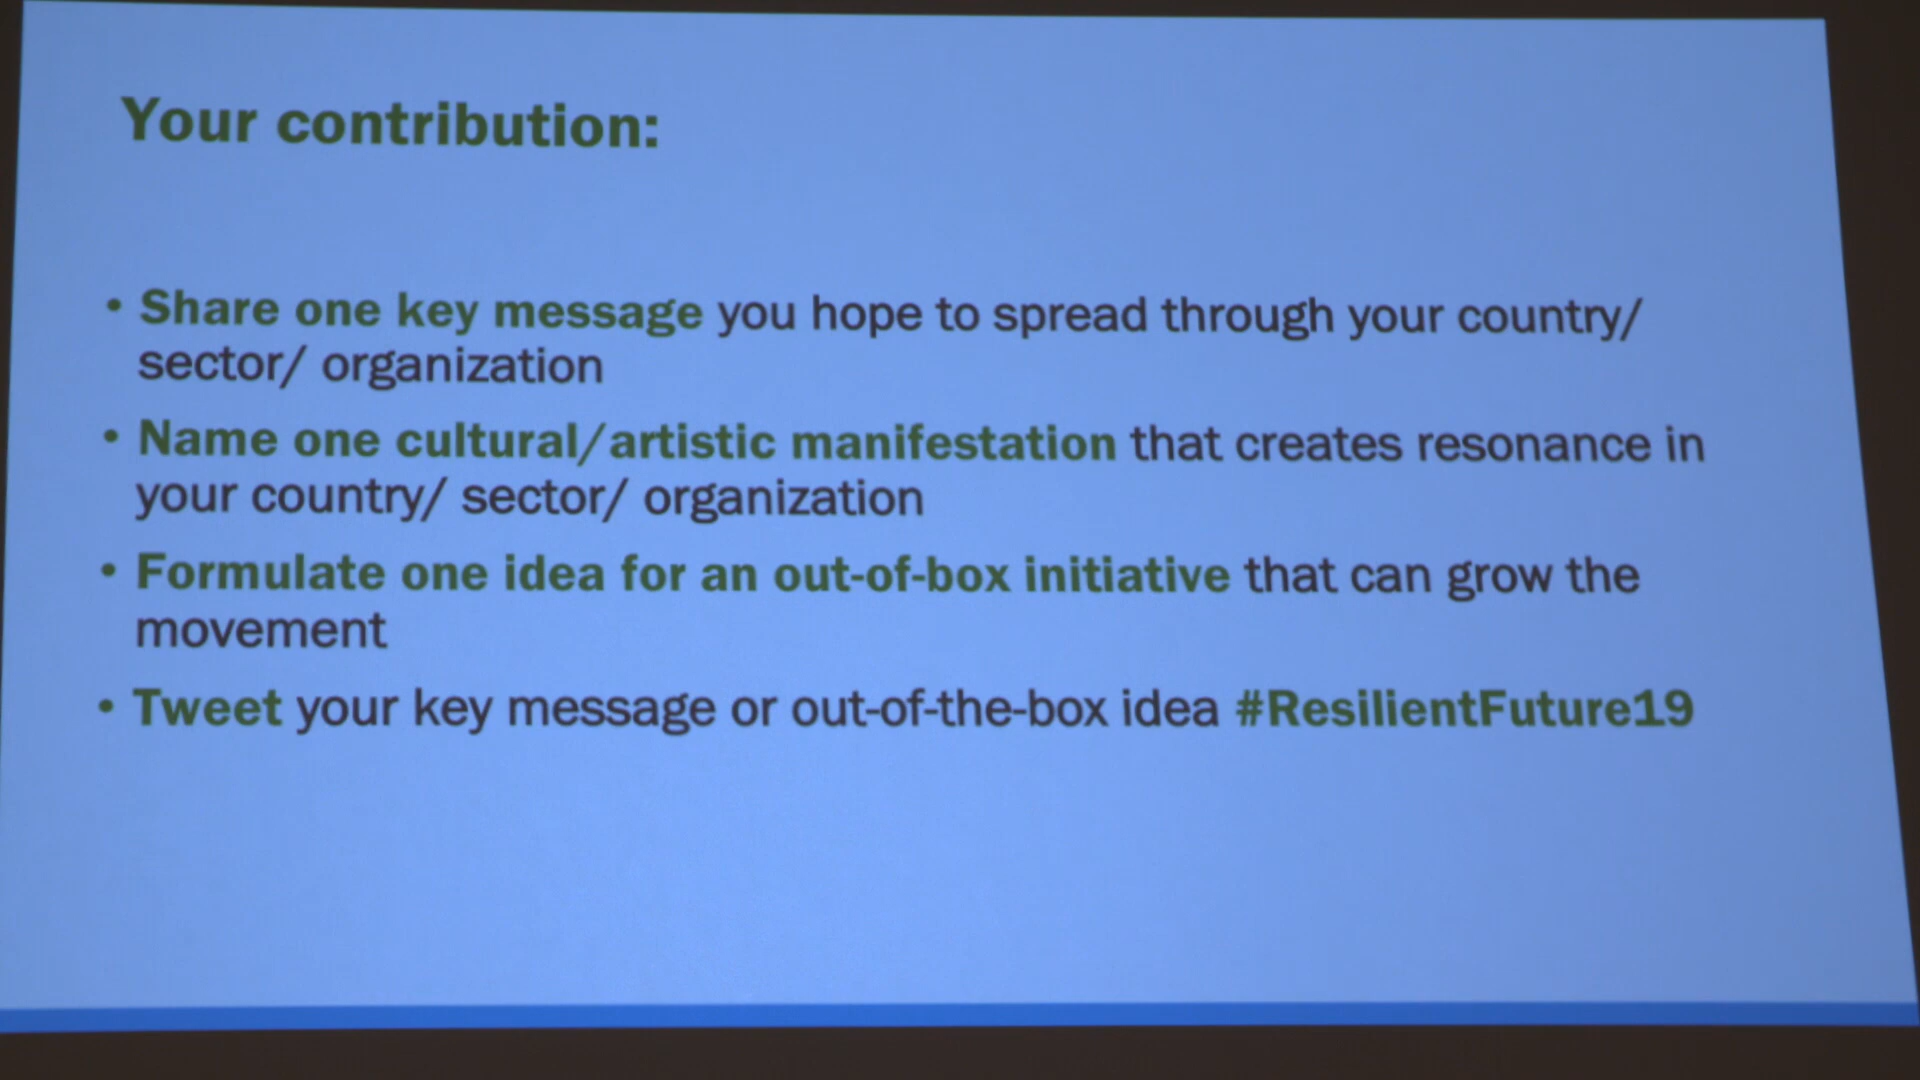 Your contribution:
• Share one key message you hope to spread through your country/
sector/ organization
• Name one cultural/artistic manifestation that creates resonance in
your country/ sector/ organization
• Formulate one idea for an out-of-box initiative that can grow the
movement
• Tweet your key message or out-of-the-box idea #ResilientFuture19